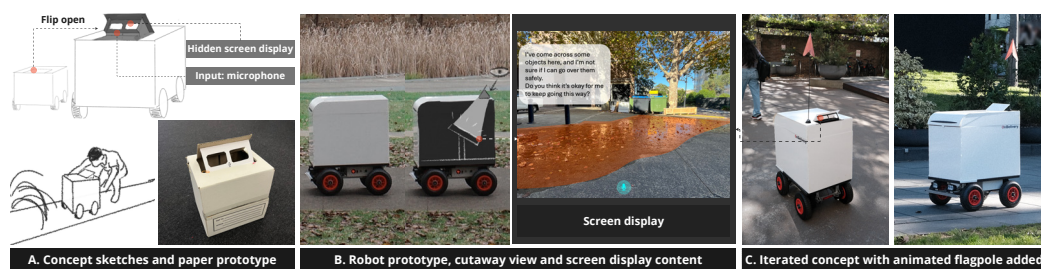 Flip open
Hidden screen display
Input: microphone
I've come across some
objects here, and I'm not
sure if I can go over them
safely.
Do you think it's okay for me
to keep going this way?
Screen display
A. Concept sketches and paper prototype
B. Robot prototype, cutaway view and screen display content
C. Iterated concept with animated flagpole added